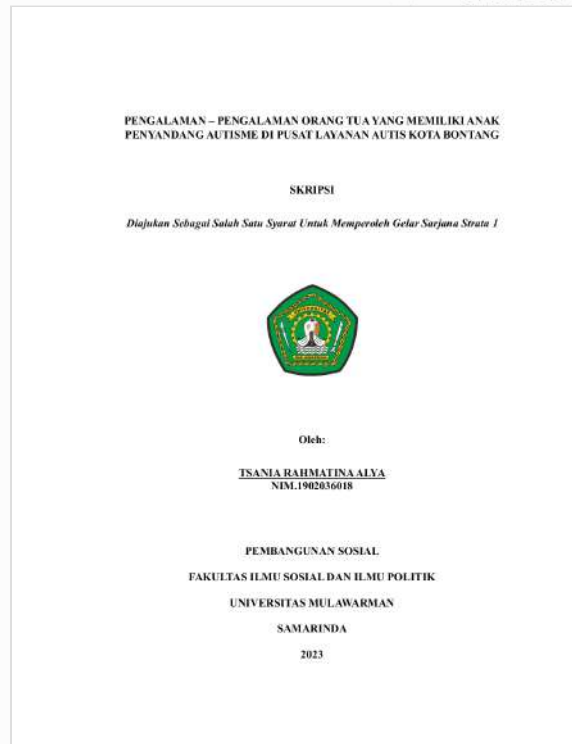 PENGALAMAN – PENGALAMAN ORANG TUA YANG MEMILIKI ANAK
PENYANDANG AUTISME DI PUSAT LAYANAN AUTIS KOTA BONTANG
SKRIPSI
Diajukan Sebagai Salah Satu Syarat Untuk Memperoleh Gelar Sarjana Strata 1
Oleh:
TSANIA RAHMATINA ALYA
NIM.1902036018
PEMBANGUNAN SOSIAL
FAKULTAS ILMU SOSIAL DAN ILMU POLITIK
UNIVERSITAS MULAWARMAN
SAMARINDA
2023